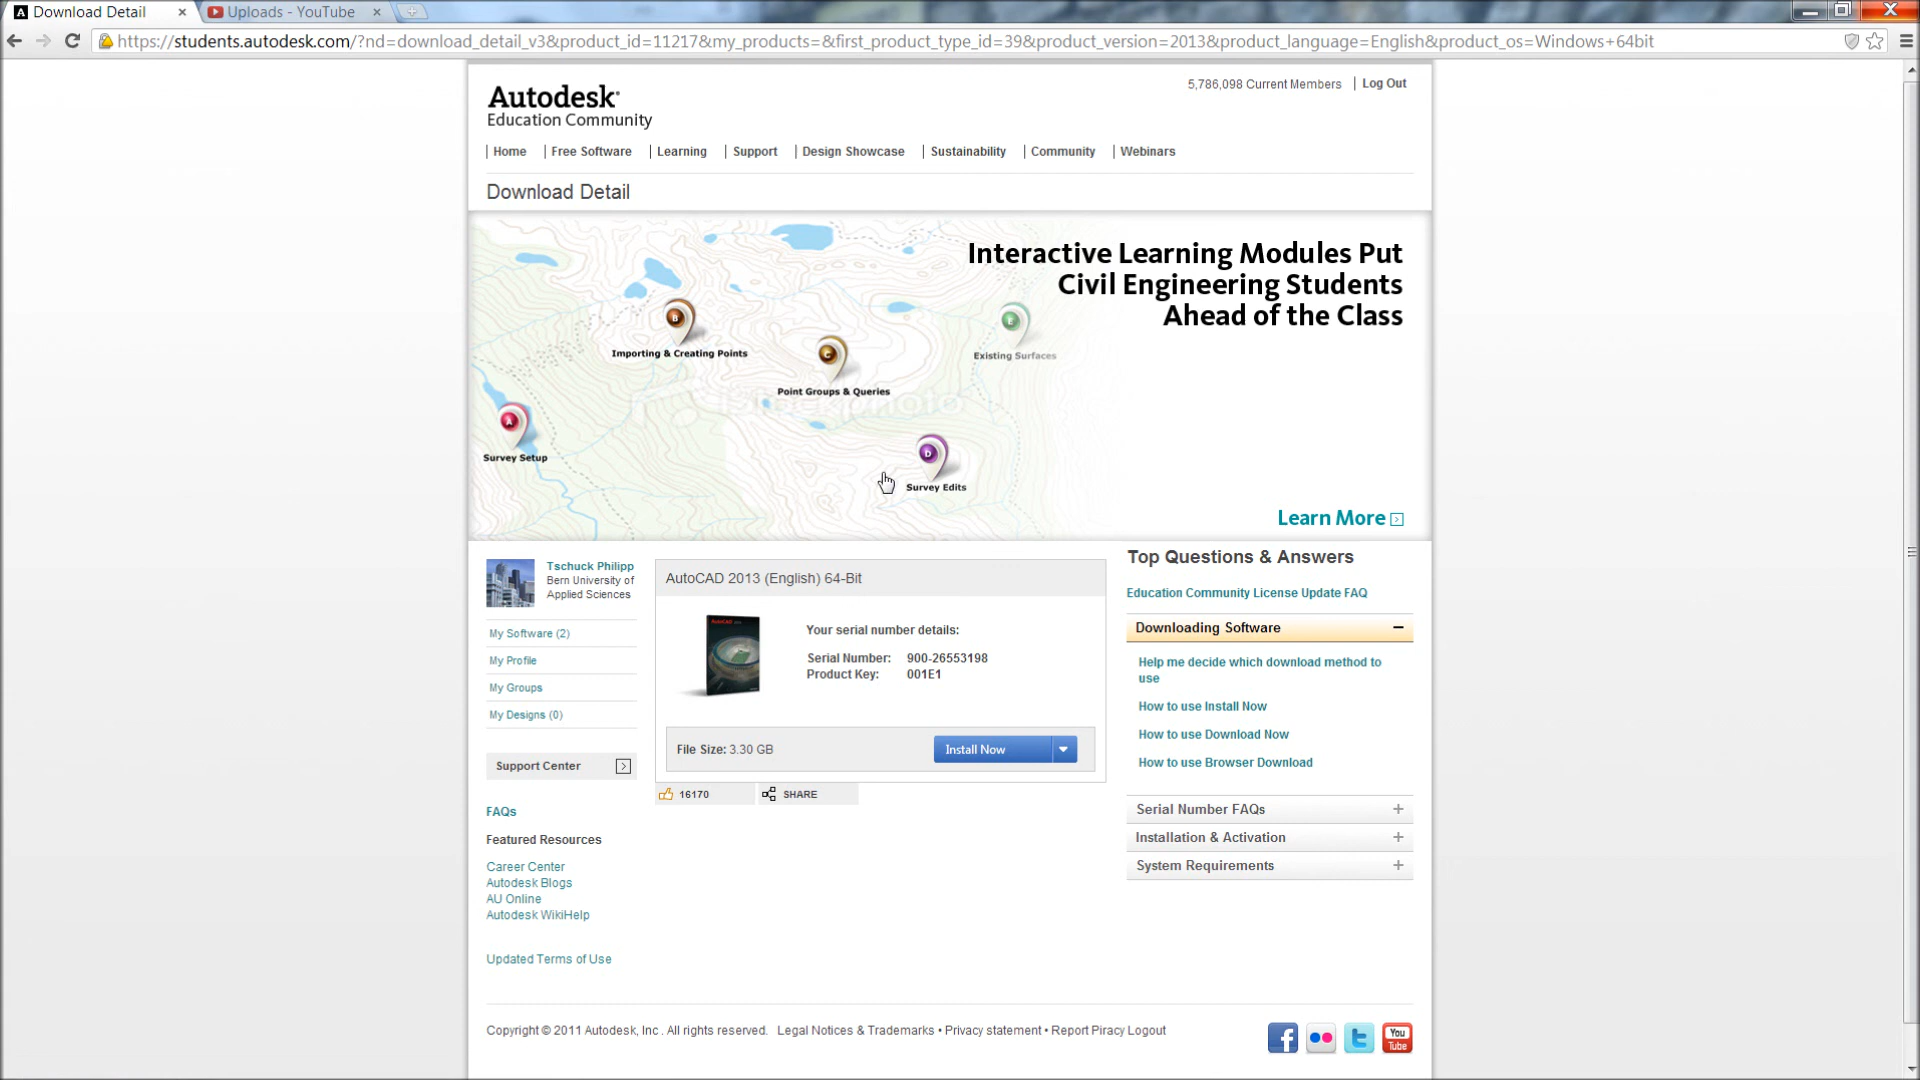 Download Detail
Uploads - YouTube
https://students.autodesk.com/?nd=download_detail_v3&product_id=11217&my_products=&first_product_type_id=39&product_version=2013&product_language=English&product_os=Windows+64bit
5,786,098 Current Members | Log Out
Autodesk®
Education Community
Home
Free Software
Learning
Support
Design Showcase
Sustainability
Community
Webinars
Download Detail
Interactive Learning Modules Put
Civil Engineering Students
Ahead of the Class
B
Importing & Creating Points
C
Point Groups & Queries
E
Existing Surfaces
iStockphoto
A
Survey Setup
D
Survey Edits
Learn More
Tschuck Philipp
Bern University of
Applied Sciences
My Software (2)
My Profile
My Groups
My Designs (0)
Support Center
FAQs
Featured Resources
Career Center
Autodesk Blogs
AU Online
Autodesk WikiHelp
Updated Terms of Use
AutoCAD 2013 (English) 64-Bit
Your serial number details:
Serial Number: 900-26553198
Product Key: 001E1
File Size: 3.30 GB
Install Now
16170
SHARE
Top Questions & Answers
Education Community License Update FAQ
Downloading Software
Help me decide which download method to
use
How to use Install Now
How to use Download Now
How to use Browser Download
Serial Number FAQs
Installation & Activation
System Requirements
Copyright © 2011 Autodesk, Inc . All rights reserved. Legal Notices & Trademarks • Privacy statement • Report Piracy Logout
You
Tube